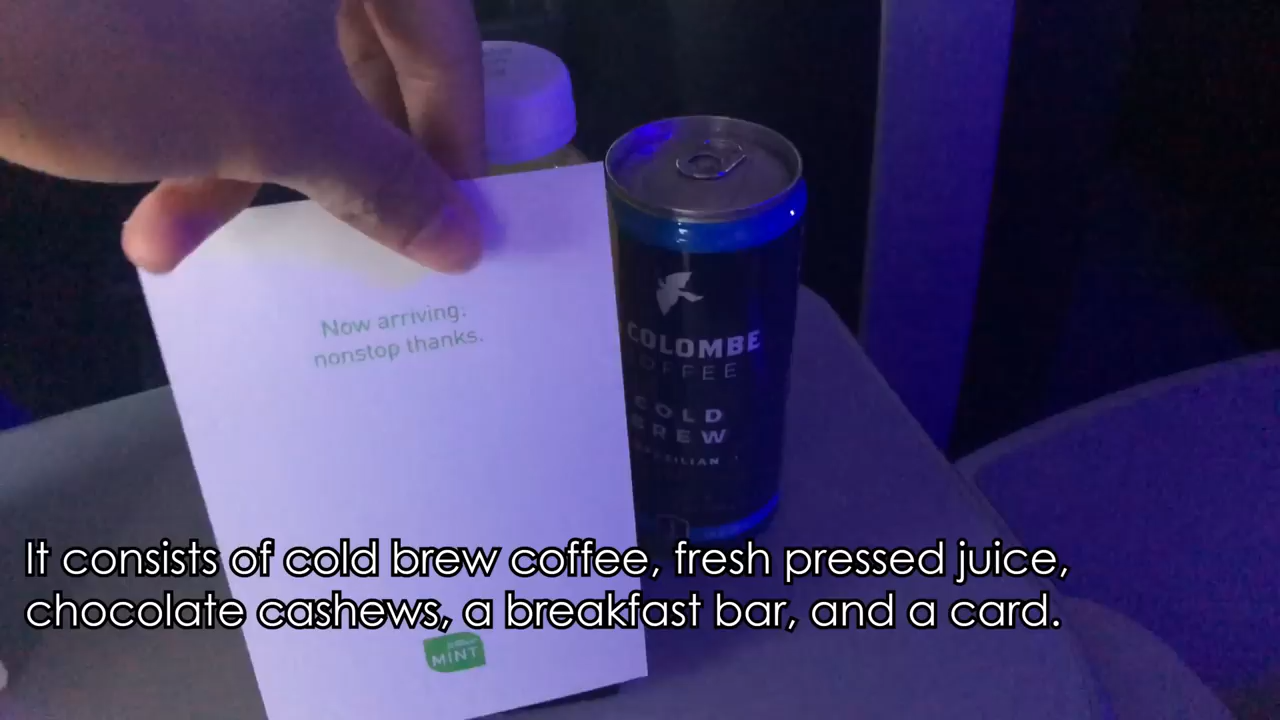 Now arriving:
nonstop thanks.
COLOMBE
COFFEE
COLD
BREW
BRAZILIAN
It consists of cold brew coffee, fresh pressed juice,
chocolate cashews, a breakfast bar, and a card.
MINT